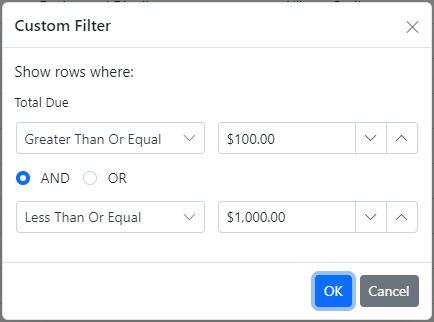 Custom Filter
Show rows where:
Total Due
Greater Than Or Equal $100.00
AND OR
Less Than Or Equal $1,000.00
OK Cancel